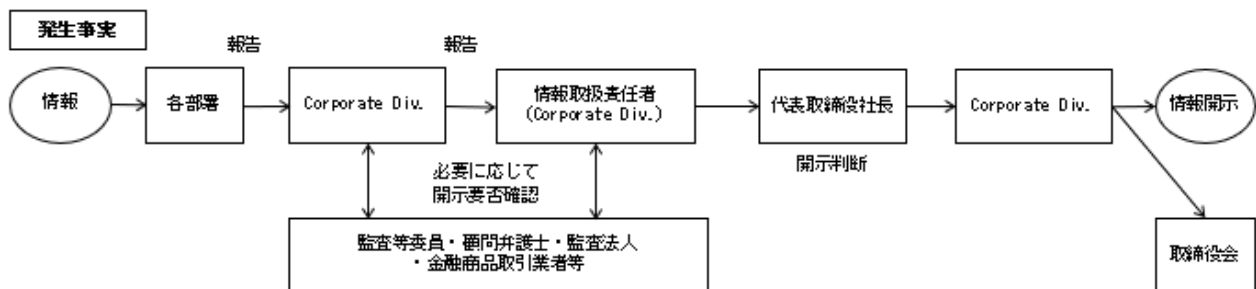 発生事実
報告
報告
情報
各部署
Corporate Div.
情報取扱責任者
(Corporate Div.)
代表取締役社長
Corporate Div.
情報開示
必要に応じて
開示要否確認
開示判断
監査等委員・顧問弁護士・監査法人
・金融商品取引業者等
取締役会